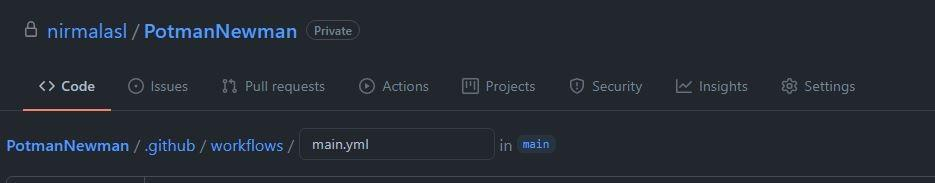 nirmalasl / PotmanNewman Private
Code Issues Pull requests Actions Projects Security Insights Settings
PotmanNewman / .github / workflows / main.yml in main